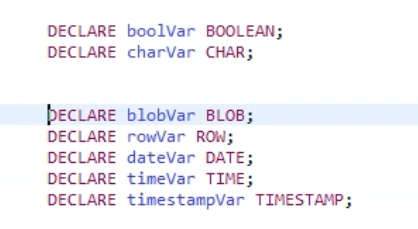 DECLARE boolVar BOOLEAN;
DECLARE charVar CHAR;
DECLARE blobVar BLOB;
DECLARE rowVar ROW;
DECLARE dateVar DATE;
DECLARE timeVar TIME;
DECLARE timestampVar TIMESTAMP;